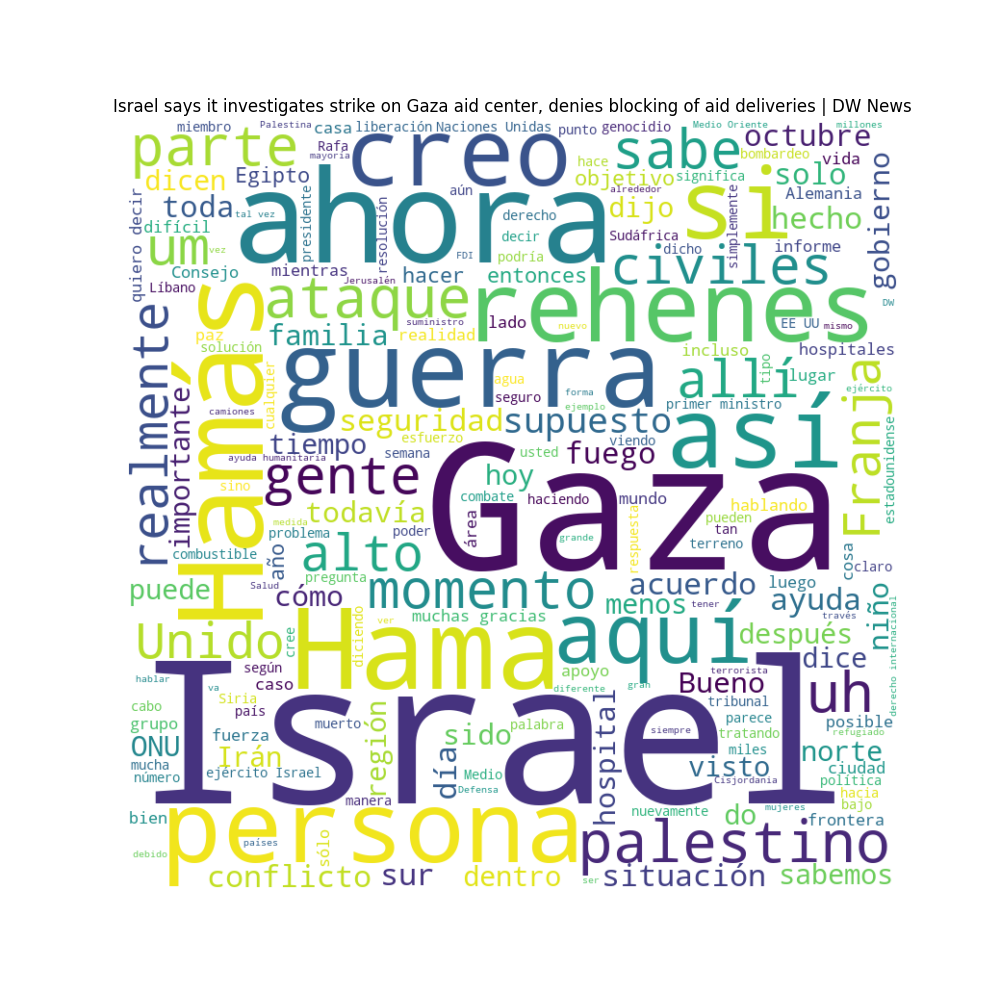 Israel says it investigates strike on Gaza aid center, denies blocking of aid deliveries | DW News
miembro
Palestina
casa
liberación
Naciones Unidas
punto
genocidio
Medio Oriente
millones
parte
Rafa
mayoría
creo
hace
sabe
bombardeo
octubre
vida
dicen
Egipto
aún
objetivo
significa
solo
Alemania
gobierno
quiero decir
toda
tal vez
presidente
resolución
ahora
derecho
alrededor
dijo
simplemente
si
hecho
difícil
um
vez
decir
Sudáfrica
dicho
informe
Consejo
mientras
Jerusalén
hacer
FDI
podría
entonces
civiles
Líbano
Hamás
ataque
suministro
rehenes
DW
paz
familia
realidad
lado
nuevo
EE UU
mismo
solución
realmente
importante
cualquier
guerra
agua
seguro
forma
ejemplo
incluso
allí
tipo
lugar
hospitales
ejército
Franja
camiones
seguridad
supuesto
primer ministro
así
estadounidense
tiempo
esfuerzo
semana
viendo
ayuda humanitaria
gente
usted
fuego
sino
hoy
combate
haciendo
mundo
hablando
Gaza
todavía
medida
problema
poder
área
grande
respuesta
pueden
tan
terreno
claro
cosa
combustible
año
alto
pregunta
Salud
puede
cómo
momento
acuerdo
luego
ayuda
niño
muchas gracias
menos
tener
través
Unido
cree
diciendo
ver
Hama
aquí
después
derecho internacional
dice
hablar
según
caso
va
apoyo
diferente
gran
Bueno
terrorista
uh
Israel
cabo
Siria
país
grupo
fuerza
muerto
región
sido
palabra
hospital
siempre
tribunal
parece
tratando
posible
refugiado
ONU
mucha
número
Irán
ejército Israel
día
Medio
Defensa
visto
miles
Cisjordania
norte
ciudad
política
hacia
bajo
manera
bien
persona
nuevamente
do
mujeres
frontera
debido
países
sólo
palestino
conflicto
sur
dentro
ser
situación
sabemos